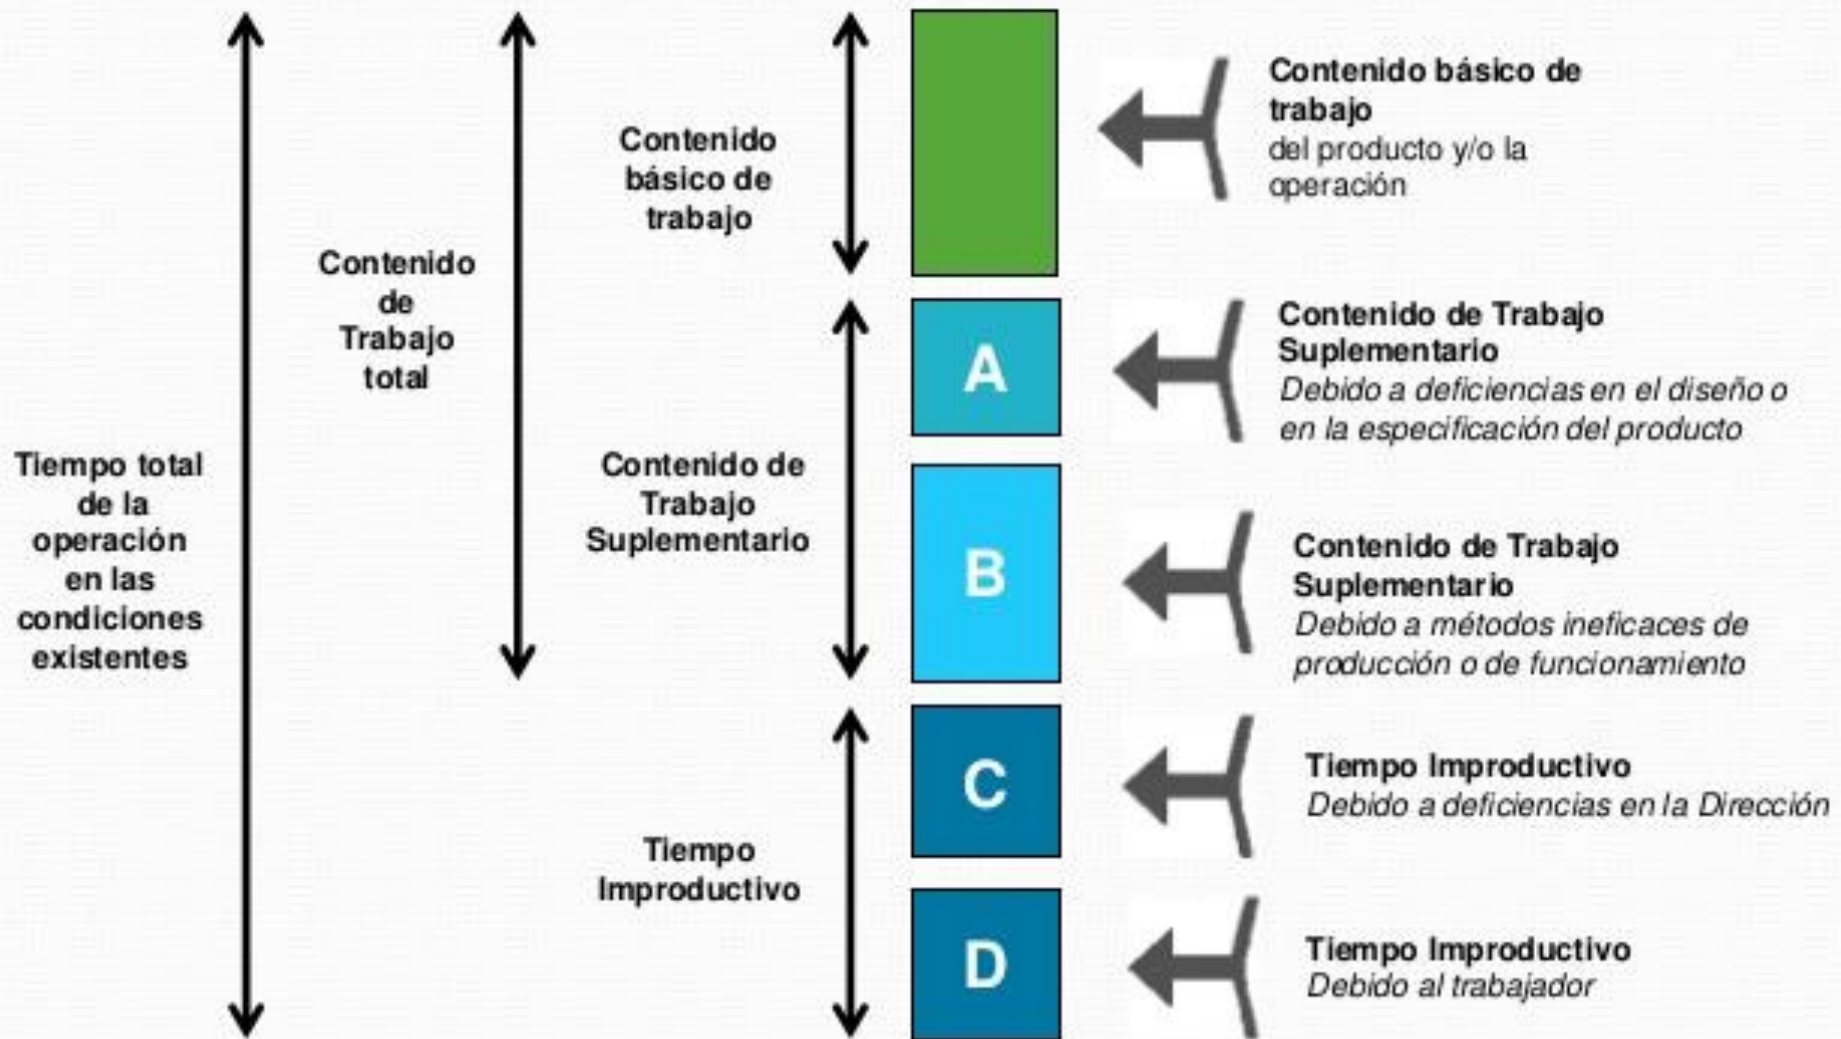 Tiempo total
de la
operación
en las
condiciones
existentes
Contenido
de
Trabajo
total
Contenido
básico de
trabajo
Contenido de
Trabajo
Suplementario
Tiempo
Improductivo
A
B
C
D
Contenido básico de
trabajo
del producto y/o la
operación
Contenido de Trabajo
Suplementario
Debido a deficiencias en el diseño o
en la especificación del producto
Contenido de Trabajo
Suplementario
Debido a métodos ineficaces de
producción o de funcionamiento
Tiempo Improductivo
Debido a deficiencias en la Dirección
Tiempo Improductivo
Debido al trabajador